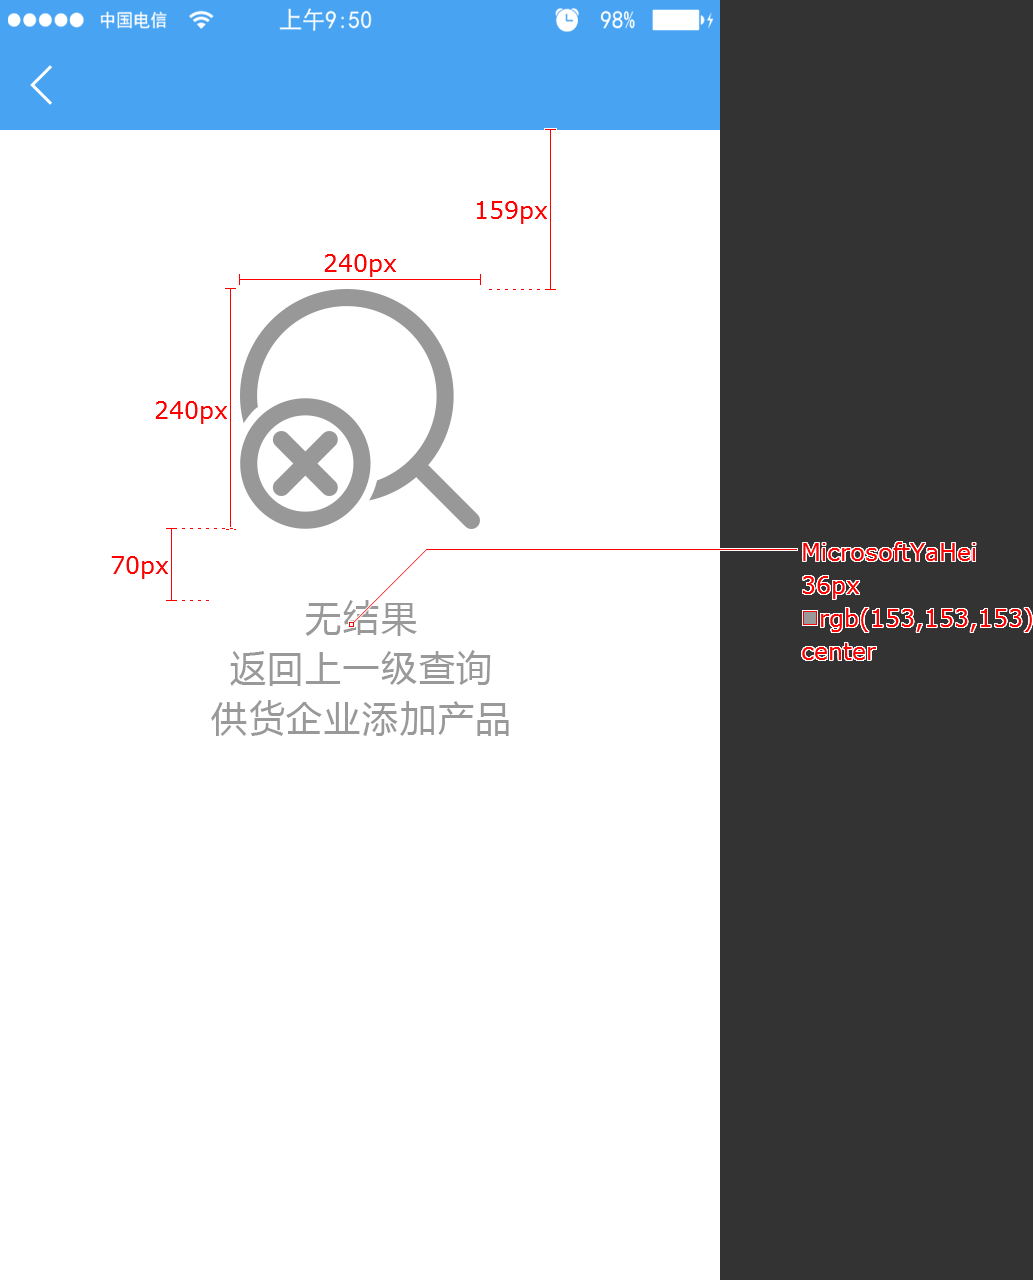 中国电信 上午9:50 98%
159px
240px
240px
70px
MicrosoftYaHei
36px
rgb(153,153,153)
center
无结果
返回上一级查询
供货企业添加产品